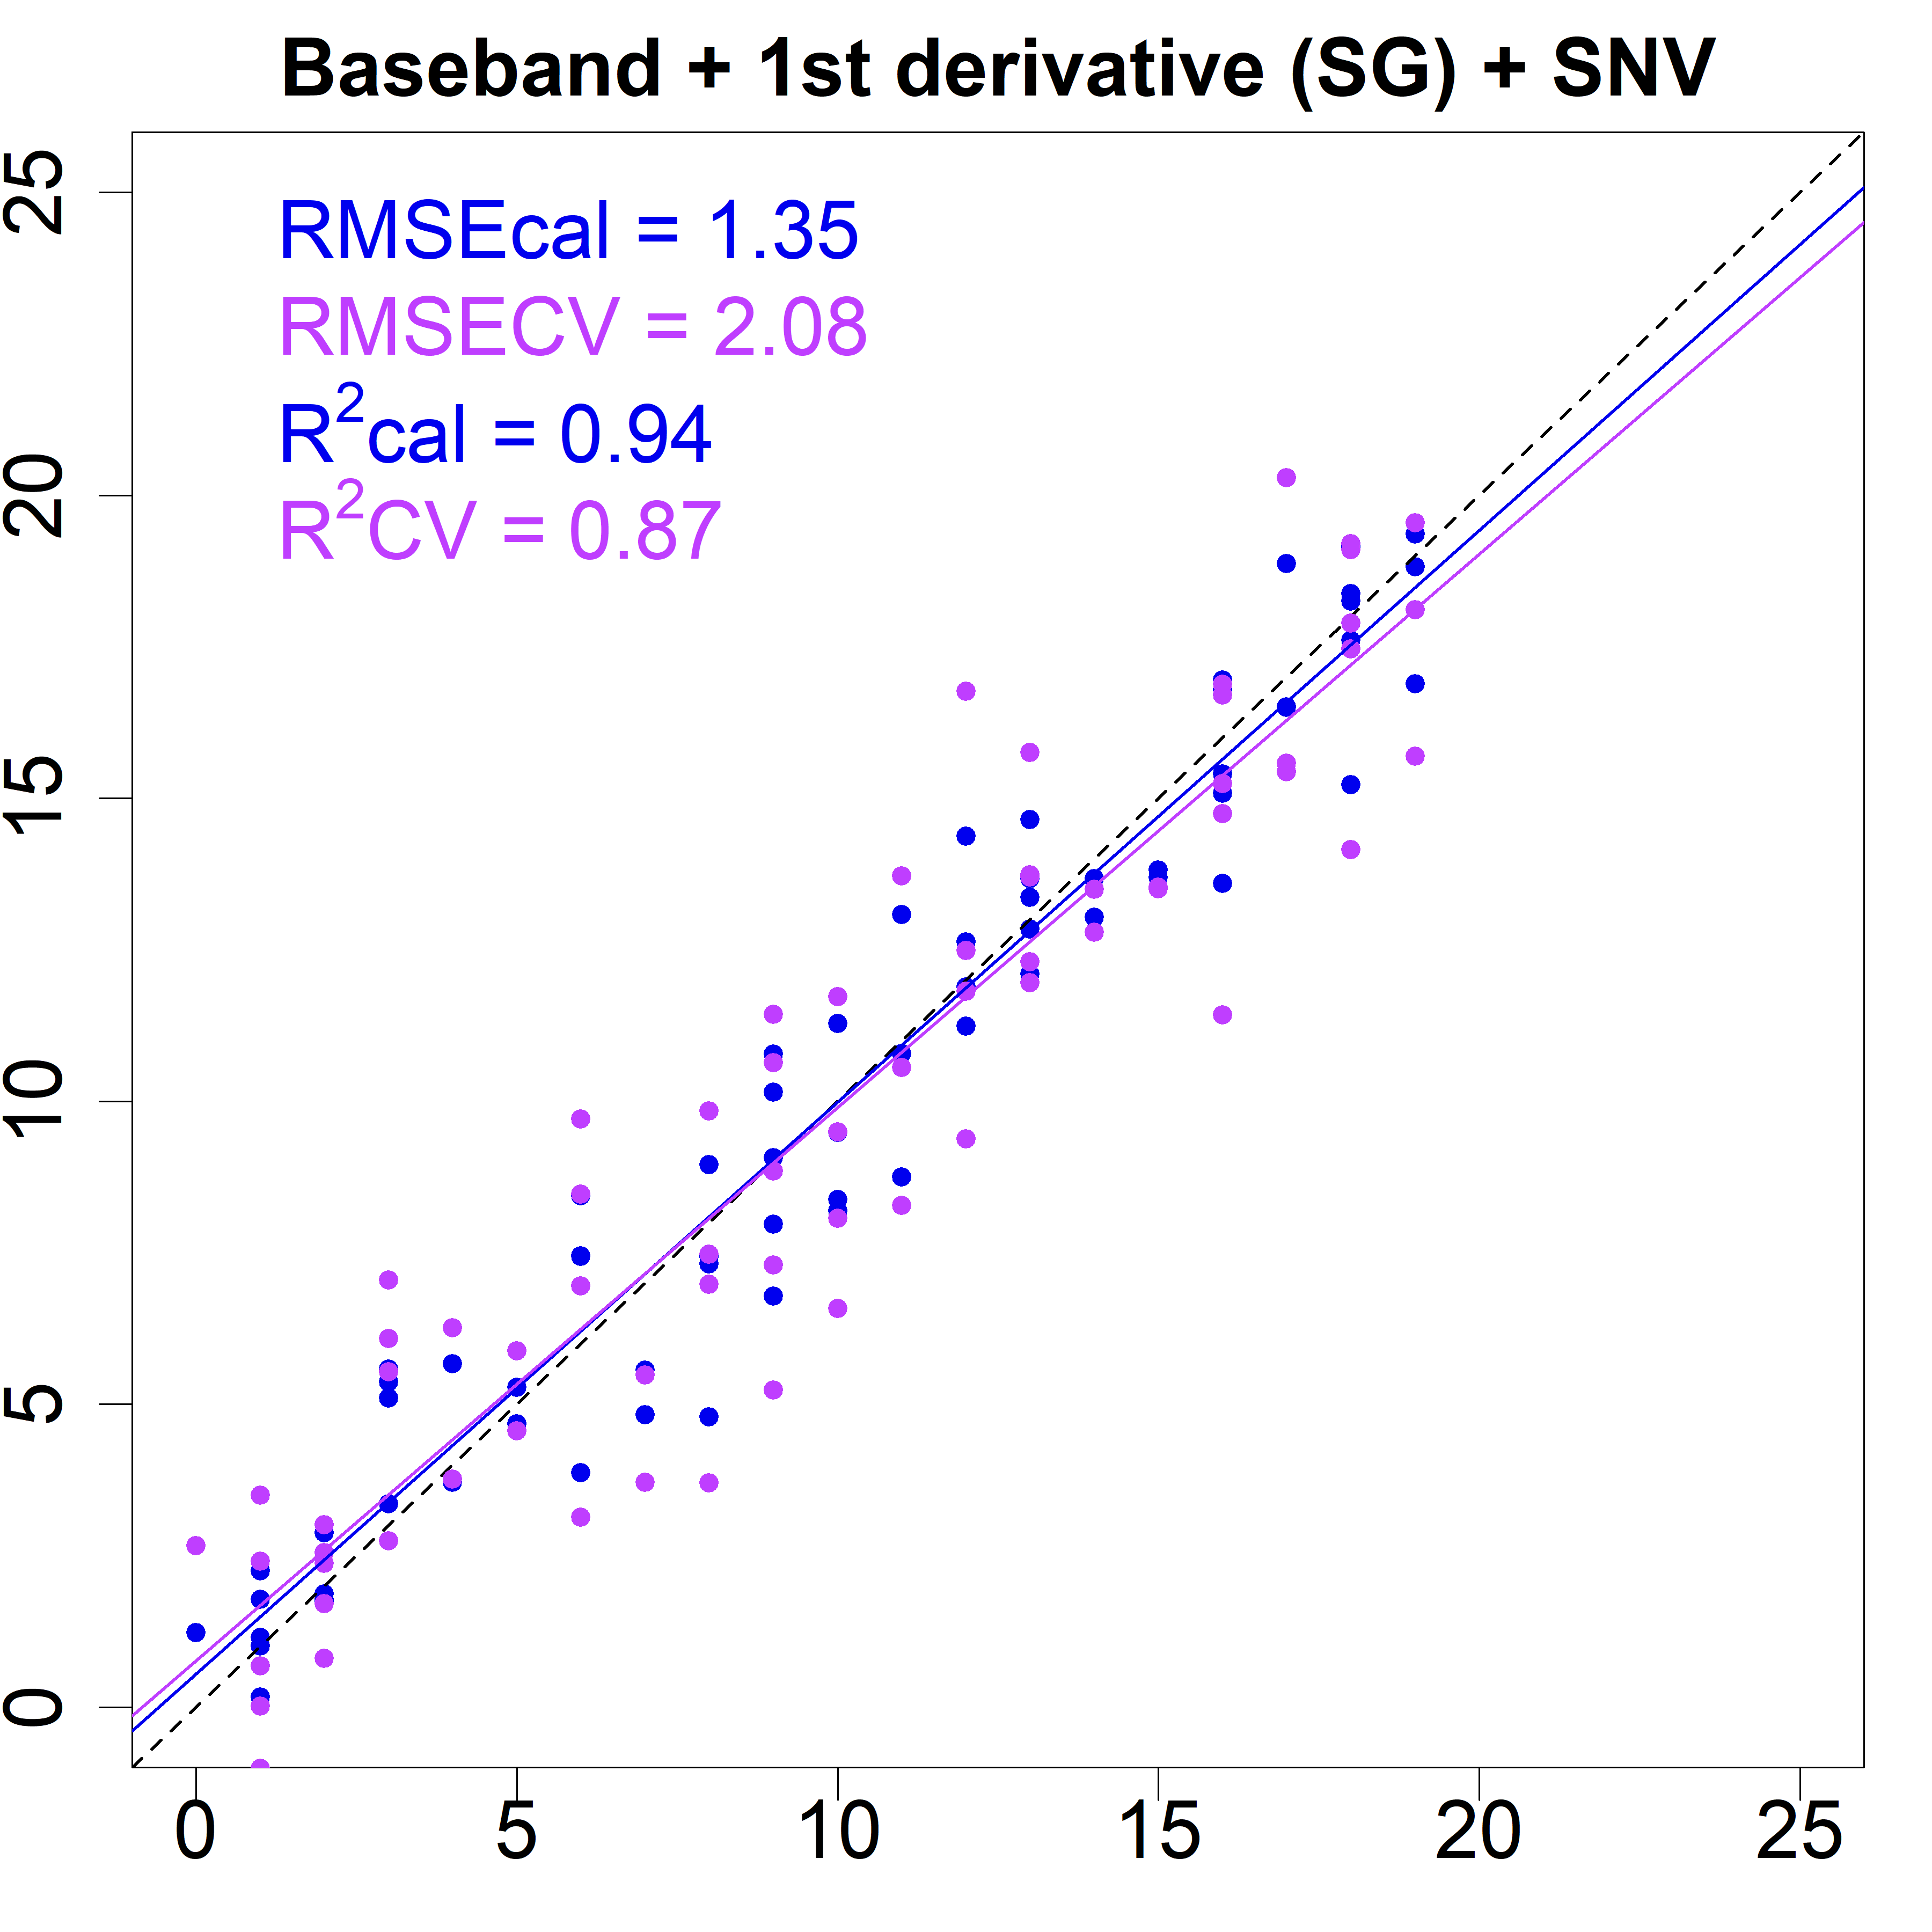 Baseband + 1st derivative (SG) + SNV
RMSEcal = 1.35
RMSECV = 2.08
R²cal = 0.94
R²CV = 0.87
25
20
15
10
5
0
0 5 10 15 20 25